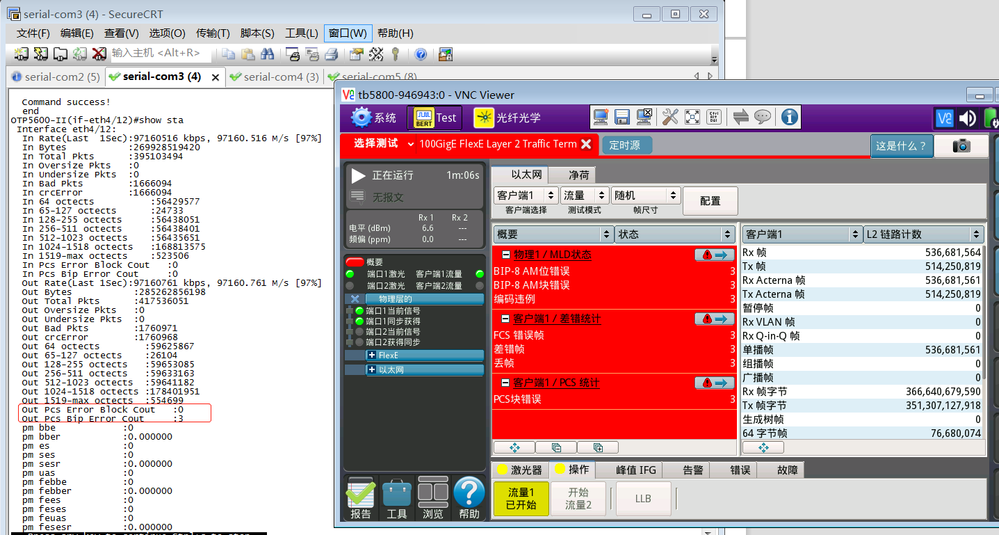 serial-com3 (4) - SecureCRT
文件(F) 编辑(E) 查看(V) 选项(O) 传输(T) 脚本(S) 工具(L) 窗口(W) 帮助(H)
输入主机 <Alt+R>
serial-com2 (5) serial-com3 (4) serial-com4 (3) serial-com5 (8)
Command success!
end
OTP5600-II(if-eth4/12)#show sta
Interface eth4/12:
In Rate(Last 1Sec):97160516 kbps, 97160.516 M/s [97%]
In Bytes :269928519420
In Total Pkts :395103494
In Oversize Pkts :0
In Undersize Pkts :0
In Bad Pkts :1666094
In crcError :1666094
In 64 octects :56429577
In 65-127 octects :24733
In 128-255 octects :56438051
In 256-511 octects :56438401
In 512-1023 octects :56435651
In 1024-1518 octects :168813575
In 1519-max octects :523506
In Pcs Error Block Cout :0
In Pcs Bip Error Cout :0
Out Rate(Last 1Sec):97160761 kbps, 97160.761 M/s [97%]
Out Bytes :285262856198
Out Total Pkts :417536051
Out Oversize Pkts :0
Out Undersize Pkts :0
Out Bad Pkts :1760971
Out crcError :1760968
Out 64 octects :59625867
Out 65-127 octects :26104
Out 128-255 octects :59653085
Out 256-511 octects :59633163
Out 512-1023 octects :59641182
Out 1024-1518 octects :178401951
Out 1519-max octects :554699
Out Pcs Error Block Cout :0
Out Pcs Bip Error Cout :3
pm bbe :0
pm bber :0.000000
pm es :0
pm ses :0
pm sesr :0.000000
pm uas :0
pm febbe :0
pm febber :0.000000
pm fees :0
pm feses :0
pm feuas :0
pm fesesr :0.000000
tb5800-946943:0 - VNC Viewer
系统 BERT Test 光纤光学 Ctrl Alt Del
选择测试 100GigE FlexE Layer 2 Traffic Term 定时源 这是什么？
正在运行 1m:06s
无报文
Rx 1 Rx 2
电平 (dBm) 6.6 ---
频偏 (ppm) 0.0 ---
概要
端口1激光 客户端1流量
端口2激光 客户端2流量
物理层的
端口1当前信号
端口1同步获得
端口2当前信号
端口2获得同步
FlexE
以太网
报告 工具 浏览 帮助
以太网 净荷
客户端1 流量 随机 配置
客户端选择 测试模式 帧尺寸
概要 状态
物理1 / MLD状态
BIP-8 AM位错误 3
BIP-8 AM块错误 3
编码违例 3
客户端1 / 差错统计
FCS 错误帧 3
差错帧 3
丢帧 3
客户端1 / PCS 统计
PCS块错误 3
客户端1 L2 链路计数
Rx 帧 536,681,564
Tx 帧 514,250,819
Rx Acterna 帧 536,681,561
Tx Acterna 帧 514,250,819
暂停帧 0
Rx VLAN 帧 0
Rx Q-in-Q 帧 0
单播帧 536,681,561
组播帧 0
广播帧 0
Rx 帧字节 366,640,679,590
Tx 帧字节 351,307,127,918
生成树帧 0
64 字节帧 76,680,074
激光器 操作 峰值 IFG 告警 错误 故障
流量1 已开始
开始 流量2
LLB